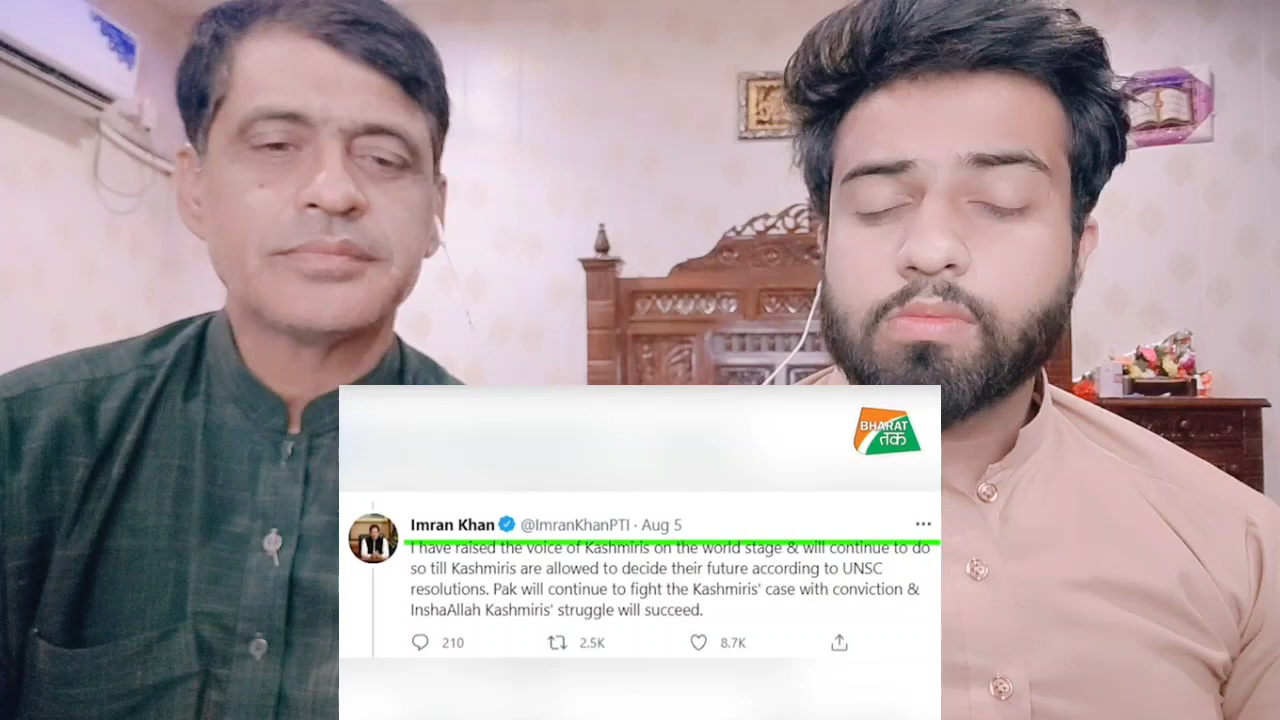 BHARAT
तक
Imran Khan @ImranKhanPTI · Aug 5
I have raised the voice of Kashmiris on the world stage & will continue to do
so till Kashmiris are allowed to decide their future according to UNSC
resolutions. Pak will continue to fight the Kashmiris' case with conviction &
InshaAllah Kashmiris' struggle will succeed.
210 2.5K 8.7K